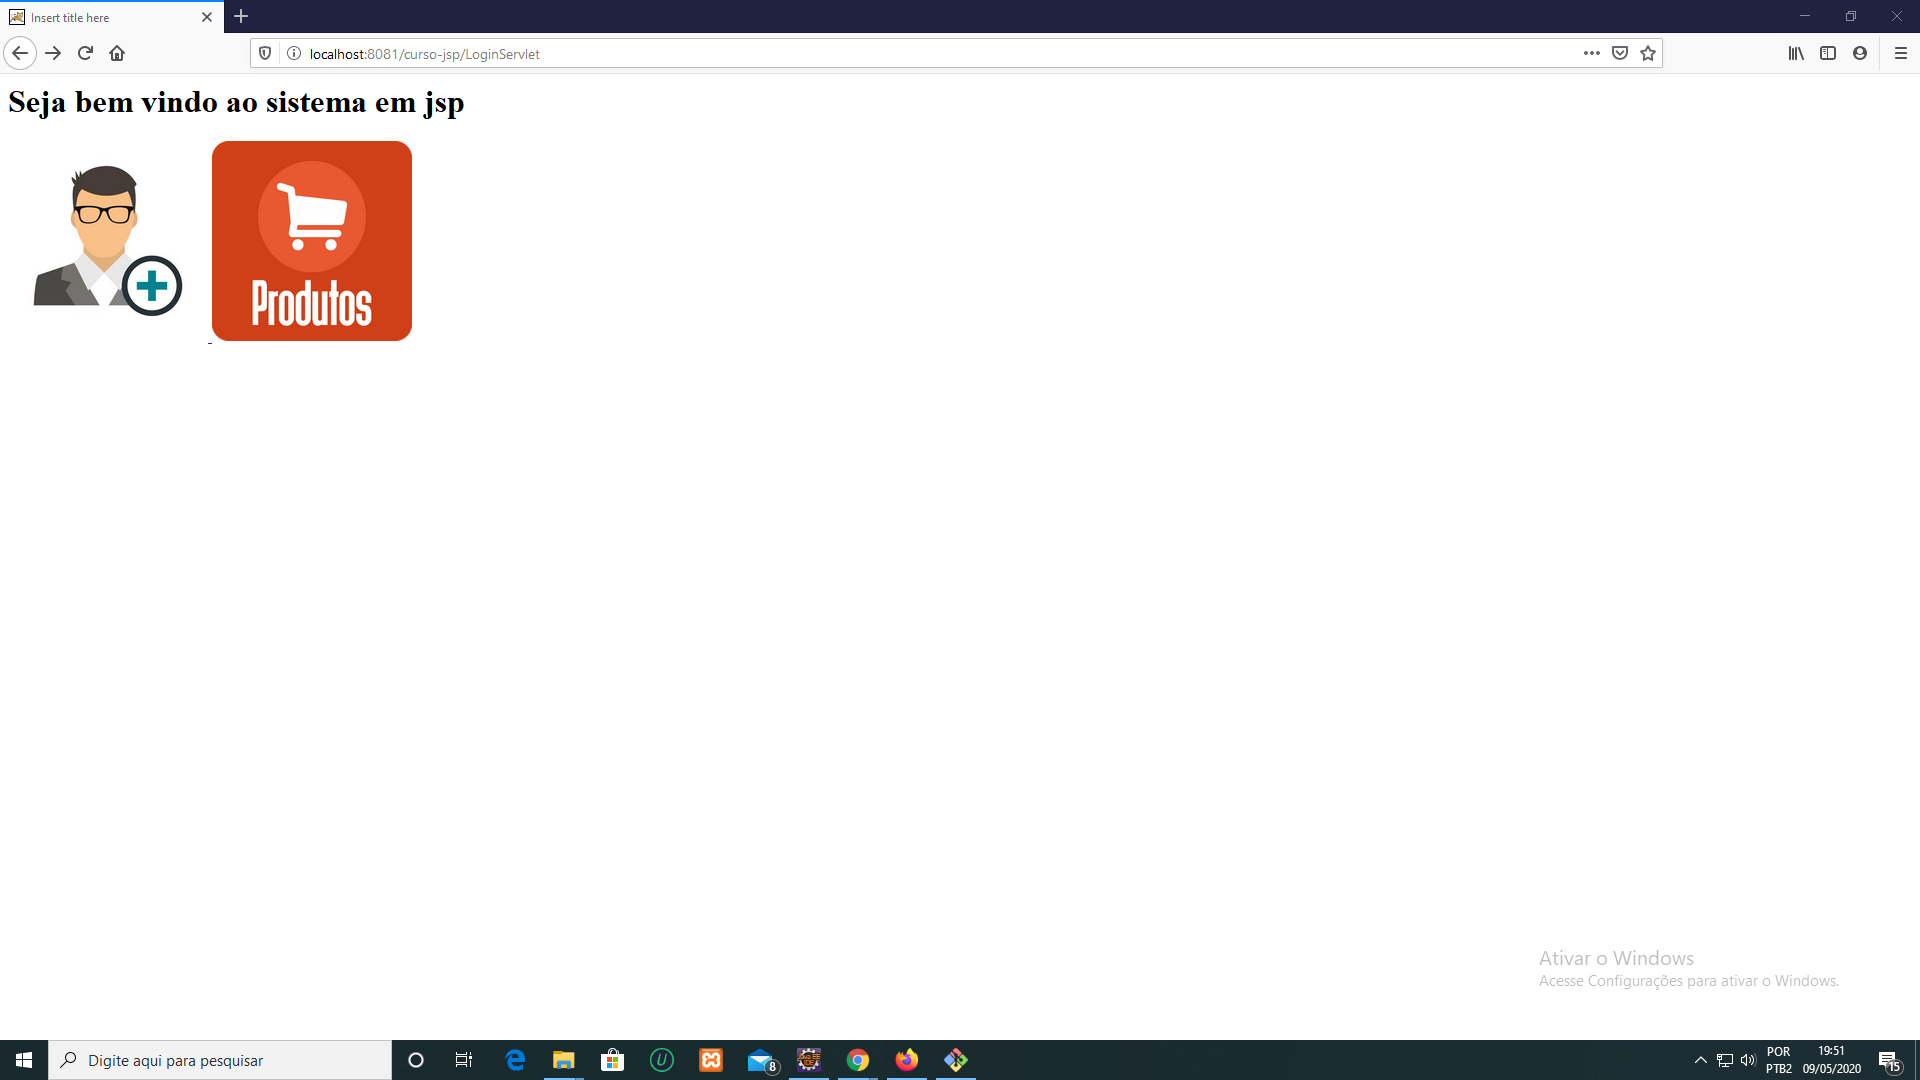 Insert title here
localhost:8081/curso-jsp/LoginServlet
Seja bem vindo ao sistema em jsp
Produtos
Ativar o Windows
Acesse Configurações para ativar o Windows.
Digite aqui para pesquisar
8
POR
PTB2
19:51
09/05/2020
15